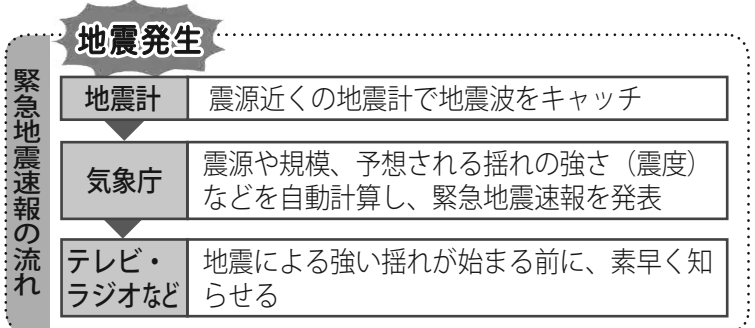 地震発生
緊急地震速報の流れ
地震計
震源近くの地震計で地震波をキャッチ
気象庁
震源や規模、予想される揺れの強さ（震度）
などを自動計算し、緊急地震速報を発表
テレビ・
ラジオなど
地震による強い揺れが始まる前に、素早く知
らせる